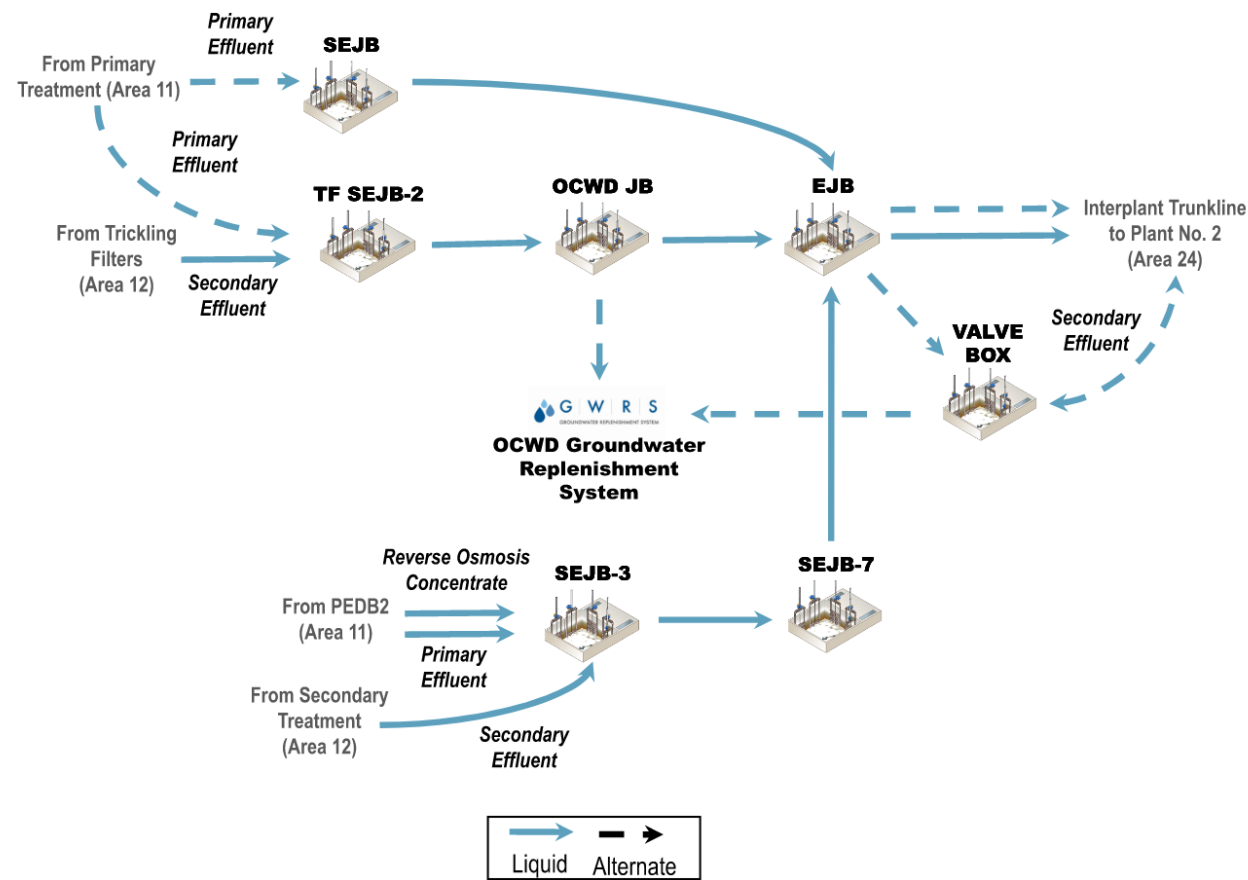 Primary
Effluent
SEJB
From Primary
Treatment (Area 11)
Primary
Effluent
TF SEJB-2
OCWD JB
EJB
From Trickling
Filters
(Area 12)
Secondary
Effluent
Interplant Trunkline
to Plant No. 2
(Area 24)
Secondary
Effluent
VALVE
BOX
G|W|R|S
GROUNDWATER REPLENISHMENT SYSTEM
OCWD Groundwater
Replenishment
System
Reverse Osmosis
Concentrate
SEJB-3
SEJB-7
From PEDB2
(Area 11)
Primary
Effluent
From Secondary
Treatment
(Area 12)
Secondary
Effluent
Liquid Alternate